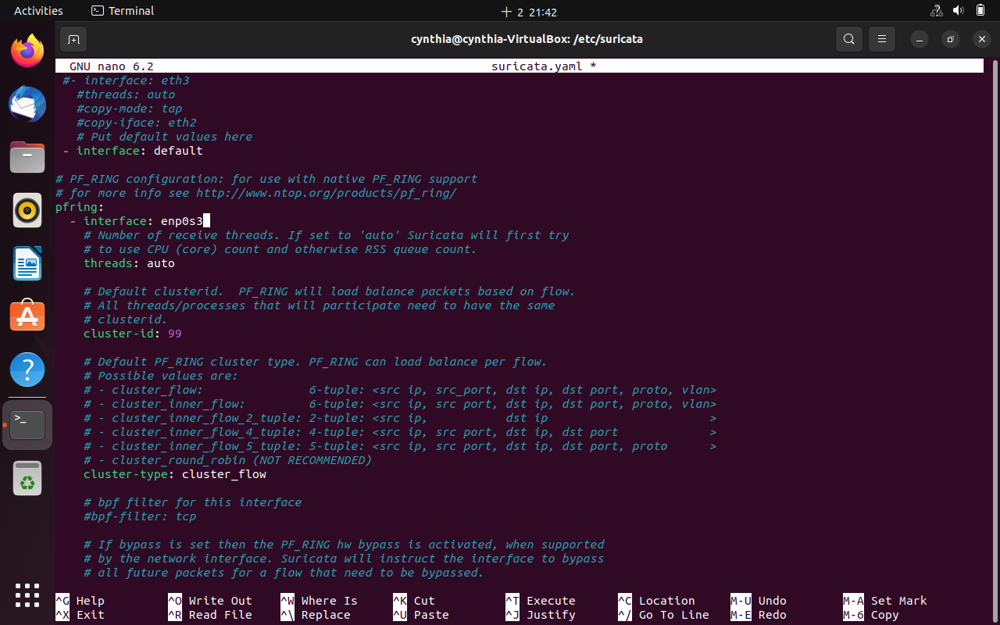 Activities Terminal 2 21:42
cynthia@cynthia-VirtualBox: /etc/suricata
GNU nano 6.2 suricata.yaml *
#- interface: eth3
#threads: auto
#copy-mode: tap
#copy-iface: eth2
# Put default values here
- interface: default
# PF_RING configuration: for use with native PF_RING support
# for more info see http://www.ntop.org/products/pf_ring/
pfring:
- interface: enp0s3
# Number of receive threads. If set to 'auto' Suricata will first try
# to use CPU (core) count and otherwise RSS queue count.
threads: auto
# Default clusterid.  PF_RING will load balance packets based on flow.
# All threads/processes that will participate need to have the same
# clusterid.
cluster-id: 99
# Default PF_RING cluster type. PF_RING can load balance per flow.
# Possible values are:
# - cluster_flow:               6-tuple: <src ip, src_port, dst ip, dst port, proto, vlan>
# - cluster_inner_flow:         6-tuple: <src ip, src port, dst ip, dst port, proto, vlan>
# - cluster_inner_flow_2_tuple: 2-tuple: <src ip,           dst ip                       >
# - cluster_inner_flow_4_tuple: 4-tuple: <src ip, src port, dst ip, dst port             >
# - cluster_inner_flow_5_tuple: 5-tuple: <src ip, src port, dst ip, dst port, proto      >
# - cluster_round_robin (NOT RECOMMENDED)
cluster-type: cluster_flow
# bpf filter for this interface
#bpf-filter: tcp
# If bypass is set then the PF_RING hw bypass is activated, when supported
# by the network interface. Suricata will instruct the interface to bypass
# all future packets for a flow that need to be bypassed.
^G Help ^O Write Out ^W Where Is ^K Cut ^T Execute ^C Location M-U Undo M-A Set Mark
^X Exit ^R Read File ^\ Replace ^U Paste ^J Justify ^/ Go To Line M-E Redo M-6 Copy